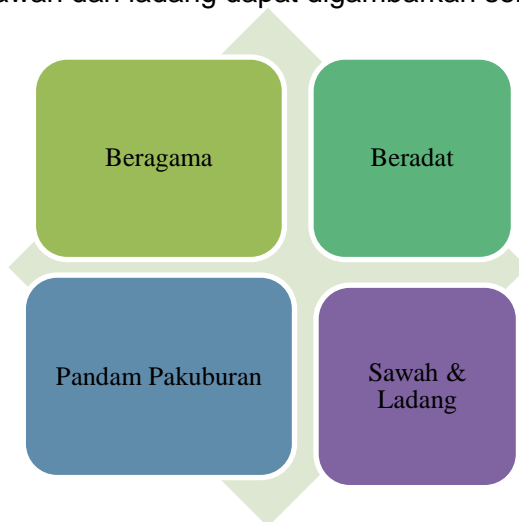 dan ladang dapat digambarkan
Beragama
Beradat
Pandam Pakuburan
Sawah &
Ladang